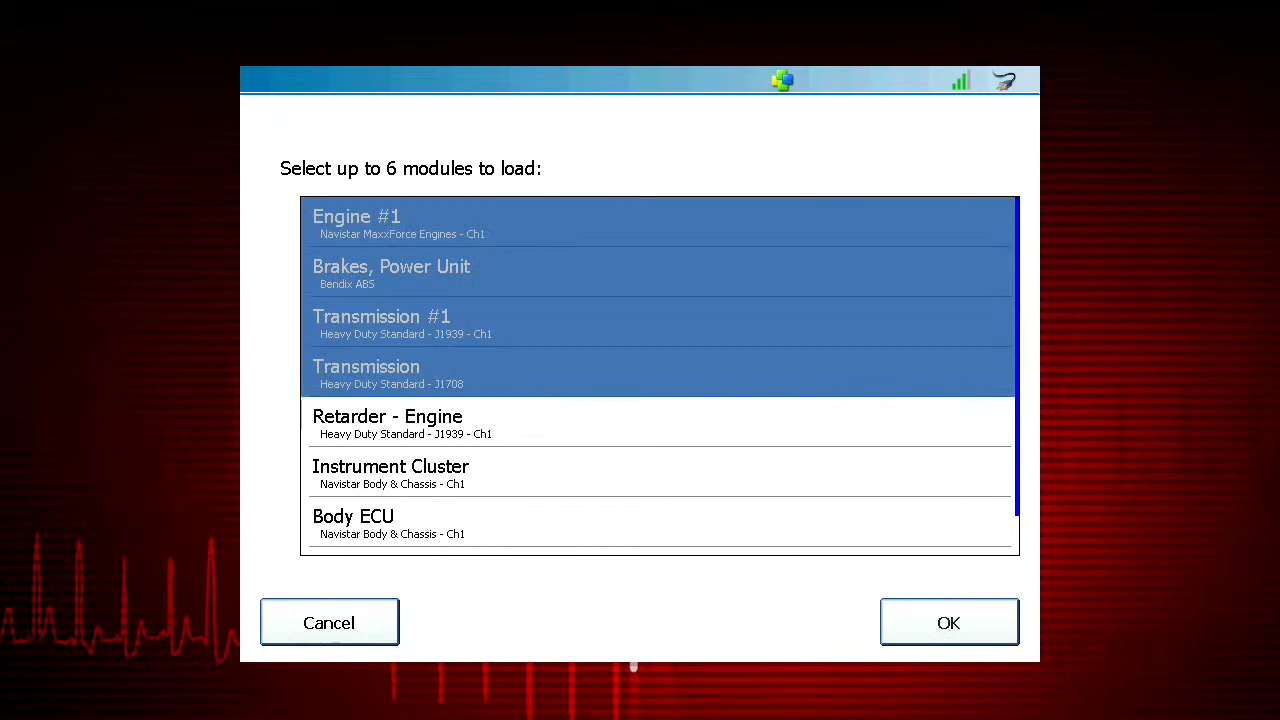 Select up to 6 modules to load:
Engine #1
Navistar MaxxForce Engines - Ch1
Brakes, Power Unit
Bendix ABS
Transmission #1
Heavy Duty Standard - J1939 - Ch1
Transmission
Heavy Duty Standard - J1708
Retarder - Engine
Heavy Duty Standard - J1939 - Ch1
Instrument Cluster
Navistar Body & Chassis - Ch1
Body ECU
Navistar Body & Chassis - Ch1
Cancel
OK